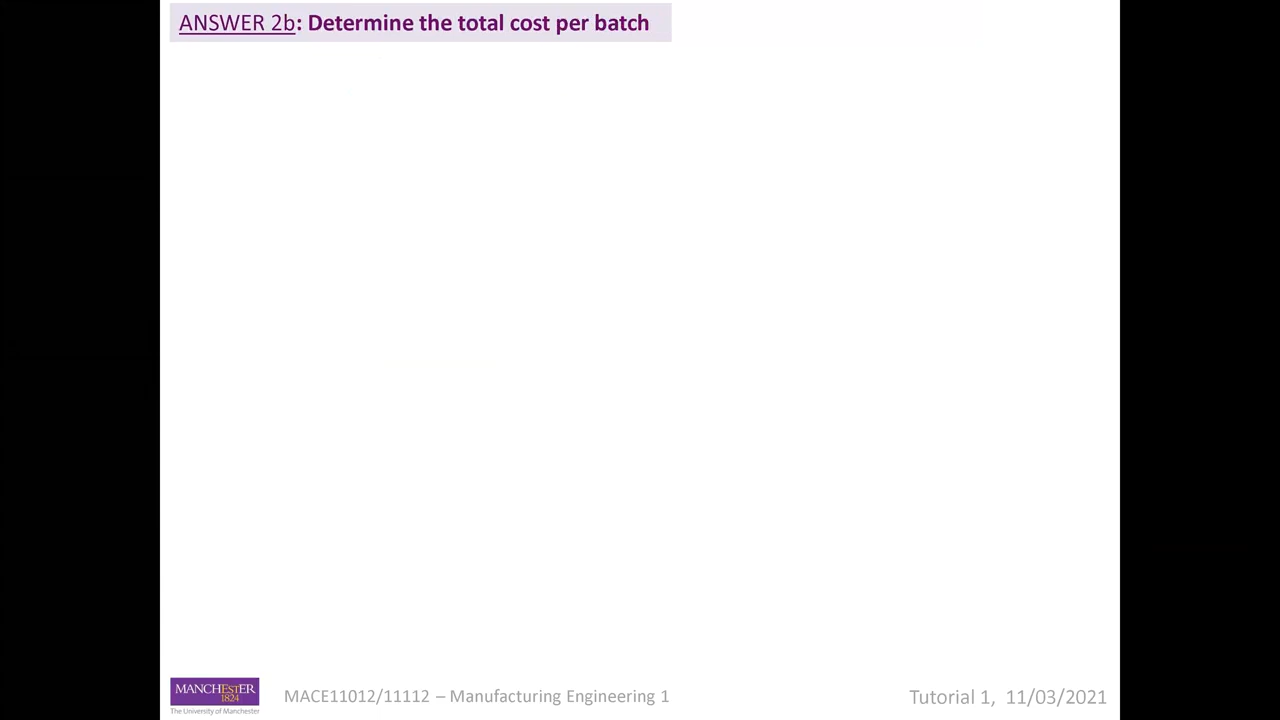 ANSWER 2b: Determine the total cost per batch
MANCHESTER
1824
The University of Manchester
MACE11012/11112 – Manufacturing Engineering 1
Tutorial 1, 11/03/2021